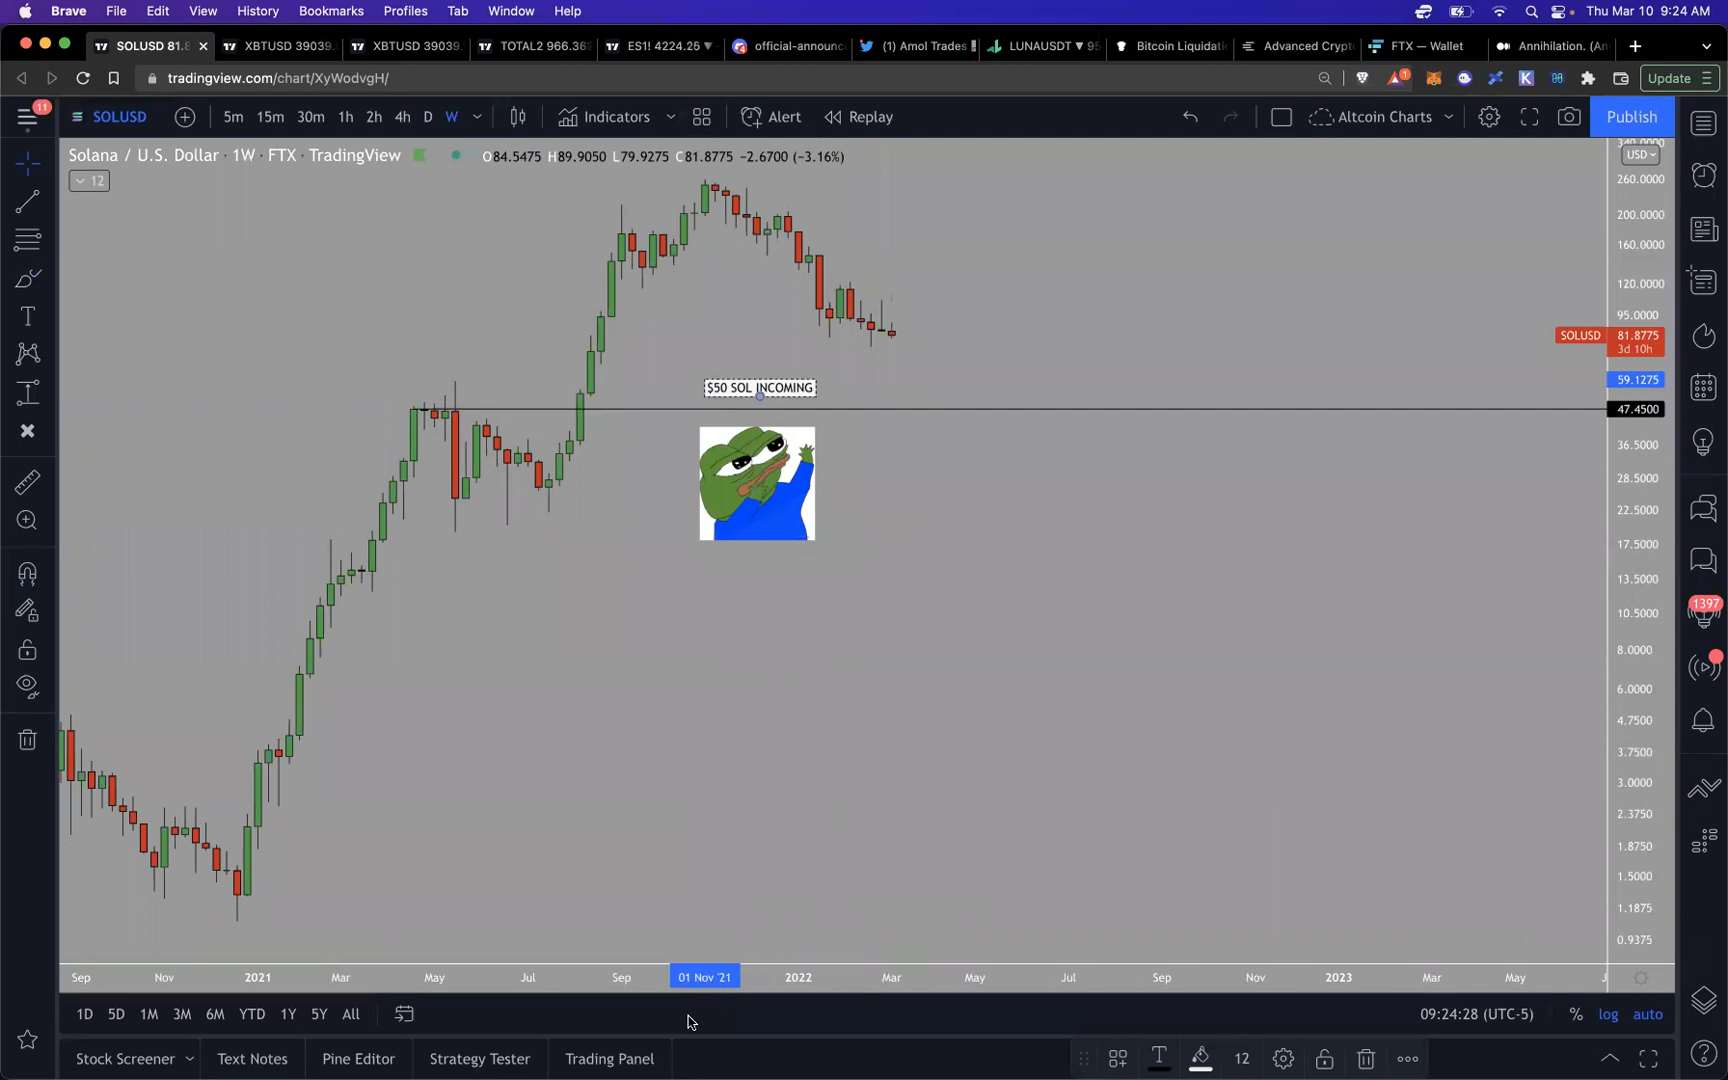 Brave File Edit View History Bookmarks Profiles Tab Window Help Thu Mar 10 9:24 AM
SOLUSD 81.8 XBTUSD 39039. XBTUSD 39039. TOTAL2 966.36 ES1! 4224.25 ▼ official-announc (1) Amol Trades LUNAUSDT ▼ 95 Bitcoin Liquidati Advanced Crypt FTX — Wallet Annihilation. (An
tradingview.com/chart/XyWodvgH/ 1 Update
11 SOLUSD 5m 15m 30m 1h 2h 4h D W Indicators Alert Replay Altcoin Charts Publish
Solana / U.S. Dollar · 1W · FTX · TradingView O84.5475 H89.9050 L79.9275 C81.8775 −2.6700 (−3.16%)
12
340.0000
USD
260.0000
200.0000
160.0000
120.0000
95.0000
SOLUSD 81.8775
3d 10h
59.1275
$50 SOL INCOMING
47.4500
36.5000
28.5000
22.5000
17.5000
13.5000
10.5000
1397
8.0000
6.0000
4.7500
3.7500
3.0000
2.3750
1.8750
1.5000
1.1875
0.9375
Sep Nov 2021 Mar May Jul Sep 01 Nov '21 2022 Mar May Jul Sep Nov 2023 Mar May J
1D 5D 1M 3M 6M YTD 1Y 5Y All 09:24:28 (UTC-5) % log auto
Stock Screener Text Notes Pine Editor Strategy Tester Trading Panel T 12